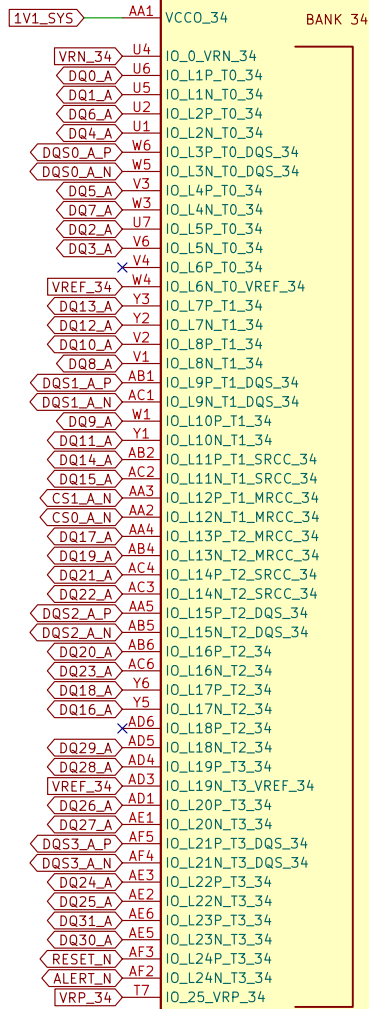 1V1_SYS AA1 VCCO_34 BANK 34
VRN_34 U4 IO_0_VRN_34
DQ0_A U6 IO_L1P_T0_34
DQ1_A U5 IO_L1N_T0_34
DQ6_A U2 IO_L2P_T0_34
DQ4_A U1 IO_L2N_T0_34
DQS0_A_P W6 IO_L3P_T0_DQS_34
DQS0_A_N W5 IO_L3N_T0_DQS_34
DQ5_A V3 IO_L4P_T0_34
DQ7_A W3 IO_L4N_T0_34
DQ2_A U7 IO_L5P_T0_34
DQ3_A V6 IO_L5N_T0_34
V4 IO_L6P_T0_34
VREF_34 W4 IO_L6N_T0_VREF_34
DQ13_A Y3 IO_L7P_T1_34
DQ12_A Y2 IO_L7N_T1_34
DQ10_A V2 IO_L8P_T1_34
DQ8_A V1 IO_L8N_T1_34
DQS1_A_P AB1 IO_L9P_T1_DQS_34
DQS1_A_N AC1 IO_L9N_T1_DQS_34
DQ9_A W1 IO_L10P_T1_34
DQ11_A Y1 IO_L10N_T1_34
DQ14_A AB2 IO_L11P_T1_SRCC_34
DQ15_A AC2 IO_L11N_T1_SRCC_34
CS1_A_N AA3 IO_L12P_T1_MRCC_34
CS0_A_N AA2 IO_L12N_T1_MRCC_34
DQ17_A AA4 IO_L13P_T2_MRCC_34
DQ19_A AB4 IO_L13N_T2_MRCC_34
DQ21_A AC4 IO_L14P_T2_SRCC_34
DQ22_A AC3 IO_L14N_T2_SRCC_34
DQS2_A_P AA5 IO_L15P_T2_DQS_34
DQS2_A_N AB5 IO_L15N_T2_DQS_34
DQ20_A AB6 IO_L16P_T2_34
DQ23_A AC6 IO_L16N_T2_34
DQ18_A Y6 IO_L17P_T2_34
DQ16_A Y5 IO_L17N_T2_34
AD6 IO_L18P_T2_34
DQ29_A AD5 IO_L18N_T2_34
DQ28_A AD4 IO_L19P_T3_34
VREF_34 AD3 IO_L19N_T3_VREF_34
DQ26_A AD1 IO_L20P_T3_34
DQ27_A AE1 IO_L20N_T3_34
DQS3_A_P AF5 IO_L21P_T3_DQS_34
DQS3_A_N AF4 IO_L21N_T3_DQS_34
DQ24_A AE3 IO_L22P_T3_34
DQ25_A AE2 IO_L22N_T3_34
DQ31_A AE6 IO_L23P_T3_34
DQ30_A AE5 IO_L23N_T3_34
RESET_N AF3 IO_L24P_T3_34
ALERT_N AF2 IO_L24N_T3_34
VRP_34 T7 IO_25_VRP_34